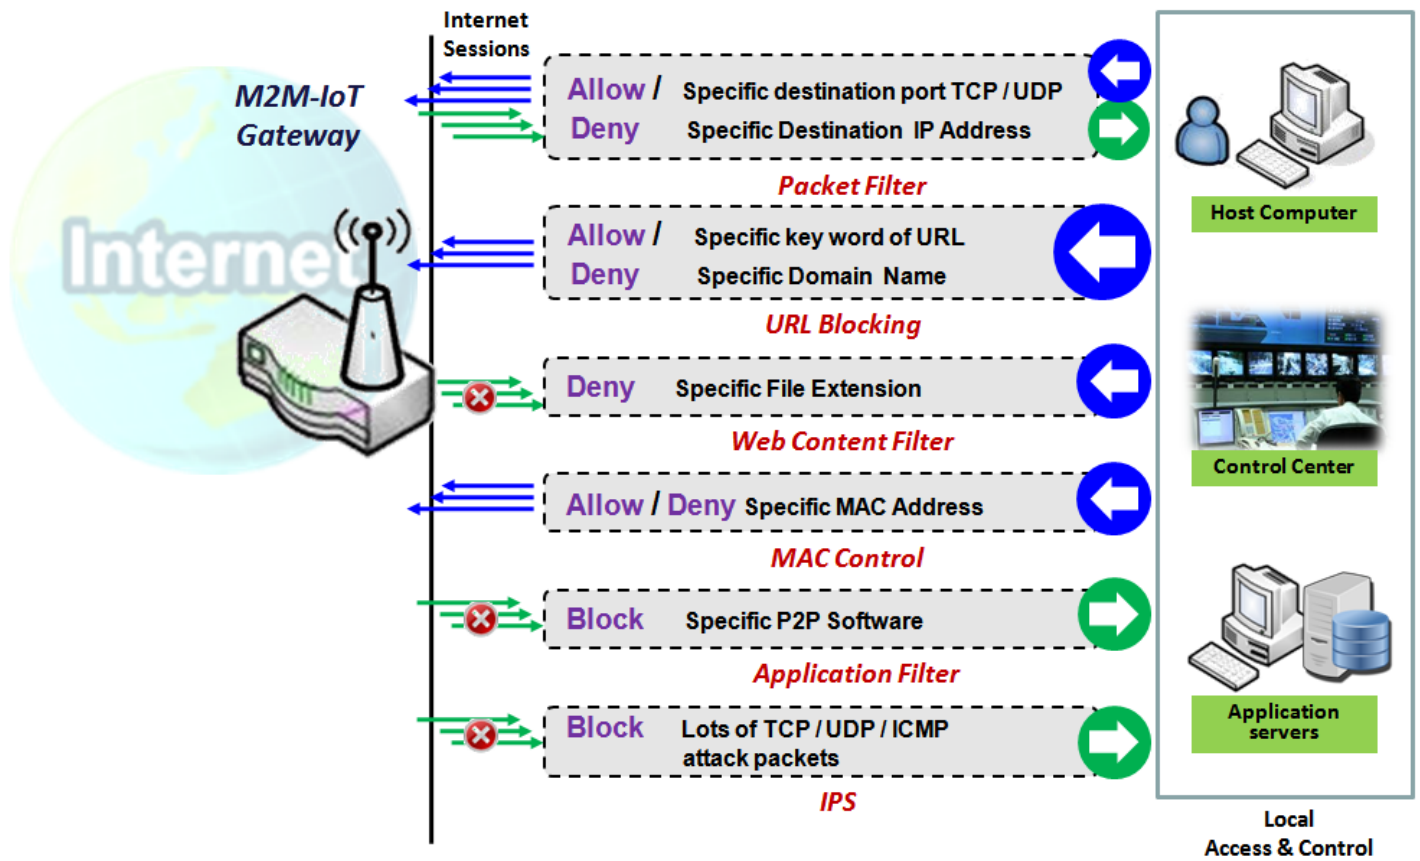 Internet
Sessions
M2M-IoT
Gateway
Internet
Allow / Specific destination port TCP / UDP
Deny Specific Destination IP Address
Packet Filter
Allow / Specific key word of URL
Deny Specific Domain Name
URL Blocking
Deny Specific File Extension
Web Content Filter
Allow / Deny Specific MAC Address
MAC Control
Block Specific P2P Software
Application Filter
Block Lots of TCP / UDP / ICMP
attack packets
IPS
Host Computer
Control Center
Application
servers
Local
Access & Control